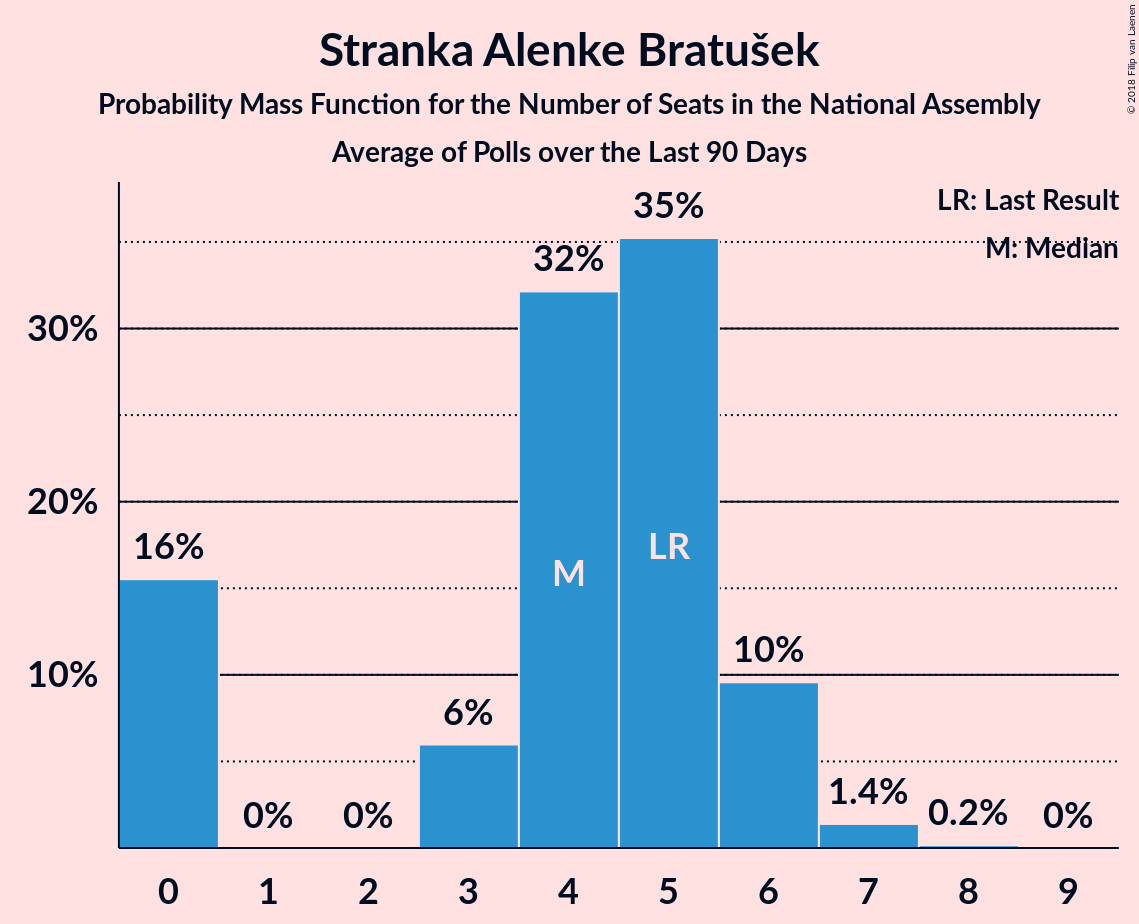 Stranka Alenke Bratušek
Probability Mass Function for the Number of Seats in the National Assembly
Average of Polls over the Last 90 Days
© 2018 Filip van Laenen
LR: Last Result
M: Median
35%
32%
30%
20%
16%
LR
M
10%
10%
6%
1.4%
0.2%
0%
0%
0%
0 1 2 3 4 5 6 7 8 9